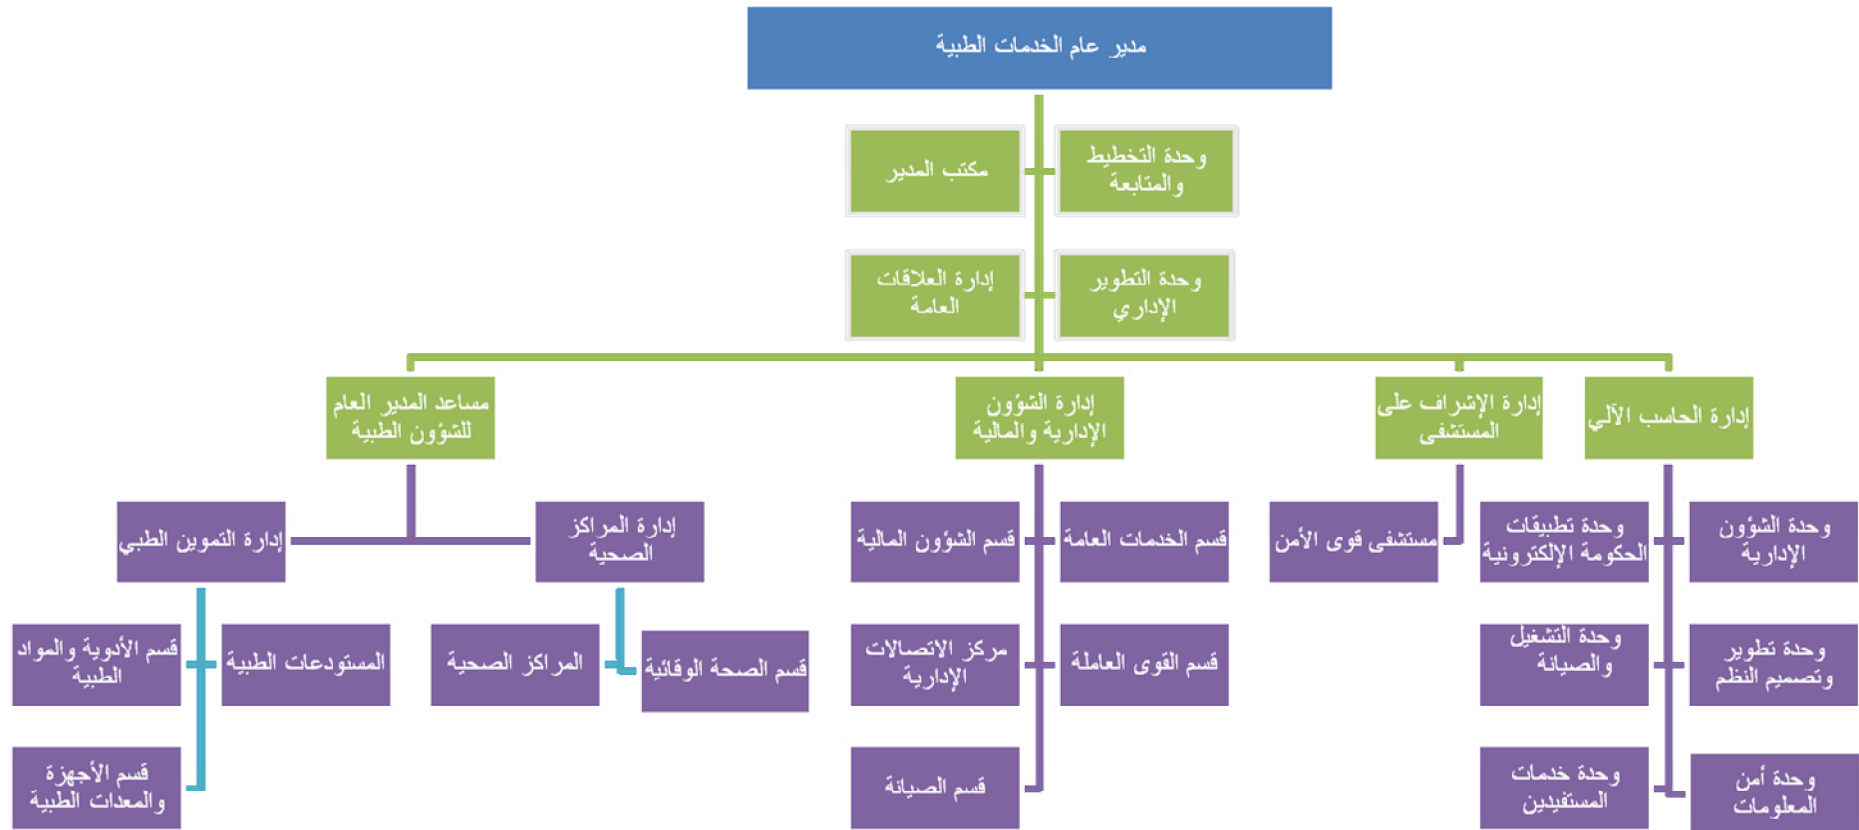 مدير عام الخدمات الطبية
وحدة التخطيط
والمتابعة
مكتب المدير
وحدة التطوير
الإداري
إدارة العلاقات
العامة
إدارة الحاسب الآلي
إدارة الإشراف على
المستشفى
إدارة الشؤون
الإدارية والمالية
مساعد المدير العام
للشؤون الطبية
وحدة الشؤون
الإدارية
وحدة تطبيقات
الحكومة الإلكترونية
مستشفى قوى الأمن
قسم الخدمات العامة
قسم الشؤون المالية
إدارة المراكز
الصحية
إدارة التموين الطبي
وحدة تطوير
وتصميم النظم
وحدة التشغيل
والصيانة
قسم القوى العاملة
مركز الاتصالات
الإدارية
قسم الصحة الوقائية
المراكز الصحية
المستودعات الطبية
قسم الأدوية والمواد
الطبية
وحدة أمن
المعلومات
وحدة خدمات
المستفيدين
قسم الصيانة
قسم الأجهزة
والمعدات الطبية